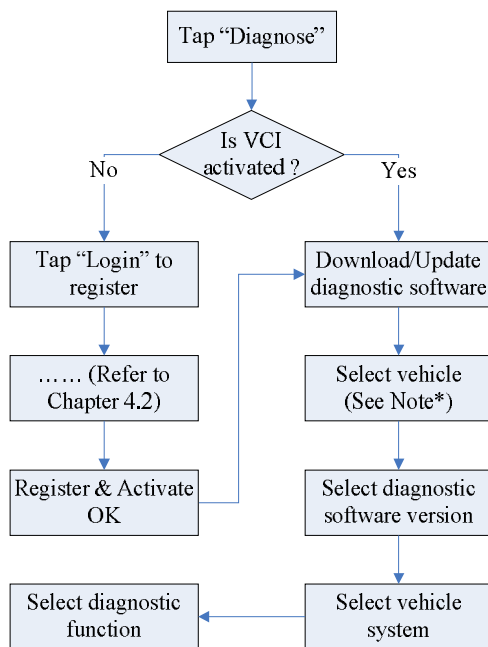 Tap “Diagnose”
Is VCI
activated ?
No
Yes
Tap “Login” to
register
Download/Update
diagnostic software
…… (Refer to
Chapter 4.2)
Select vehicle
(See Note*)
Register & Activate
OK
Select diagnostic
software version
Select diagnostic
function
Select vehicle
system